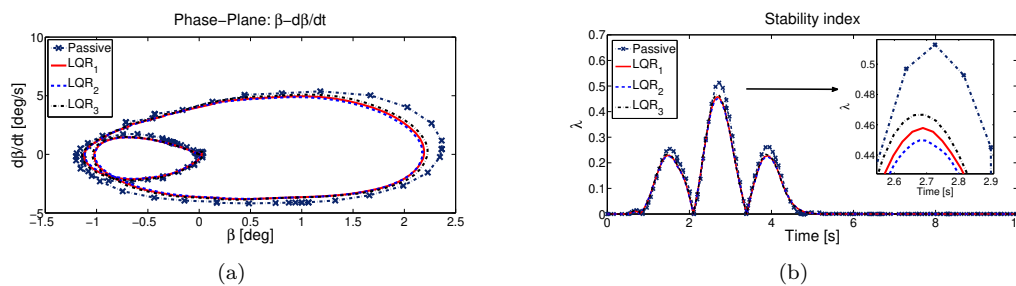 Phase-Plane: β-dβ/dt
dβ/dt [deg/s]
10
5
0
-5
Passive
LQR1
LQR2
LQR3
-1.5 -1 -0.5 0 0.5 1 1.5 2 2.5
β [deg]
(a)
Stability index
λ
0.7
0.6
0.5
0.4
0.3
0.2
0.1
0
Passive
LQR1
LQR2
LQR3
λ
0.5
0.48
0.46
0.44
2.6 2.7 2.8 2.9
Time [s]
0 2 4 6 8 10
Time [s]
(b)